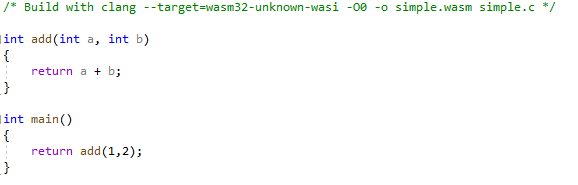 /* Build with clang --target=wasm32-unknown-wasi -O0 -o simple.wasm simple.c */
int add(int a, int b)
{
return a + b;
}
int main()
{
return add(1,2);
}